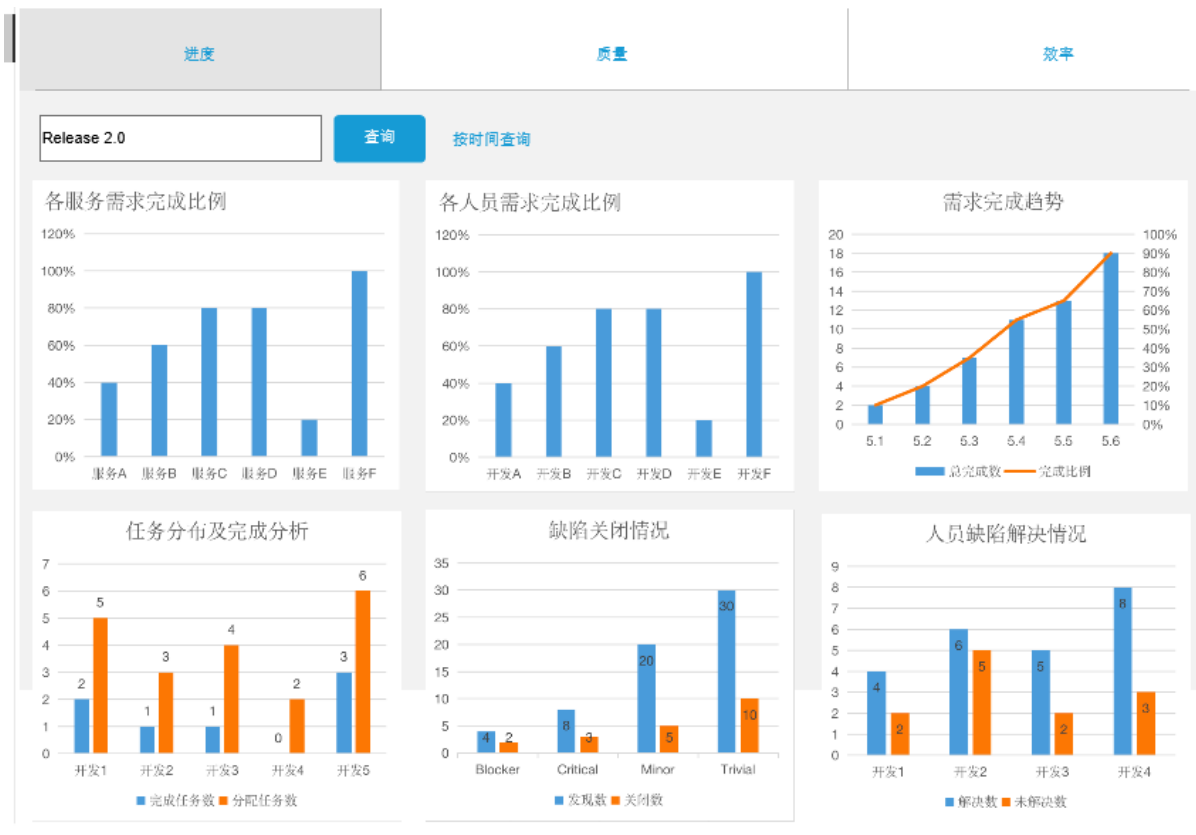 进度
质量
效率
Release 2.0
查询
按时间查询
各服务需求完成比例
120%
100%
80%
60%
40%
20%
0%
服务A 服务B 服务C 服务D 服务E 服务F
各人员需求完成比例
120%
100%
80%
60%
40%
20%
0%
开发A 开发B 开发C 开发D 开发E 开发F
需求完成趋势
20 100%
18 90%
16 80%
14 70%
12 60%
10 50%
8 40%
6 30%
4 20%
2 10%
0 0%
5.1 5.2 5.3 5.4 5.5 5.6
总完成数 完成比例
任务分布及完成分析
7
6
5
4
3
2
1
0
2 5 1 3 1 4 0 2 3 6
开发1 开发2 开发3 开发4 开发5
完成任务数 分配任务数
缺陷关闭情况
35
30
25
20
15
10
5
0
4 2 8 3 20 5 30 10
Blocker Critical Minor Trivial
发现数 关闭数
人员缺陷解决情况
9
8
7
6
5
4
3
2
1
0
4 2 6 5 5 2 8 3
开发1 开发2 开发3 开发4
解决数 未解决数